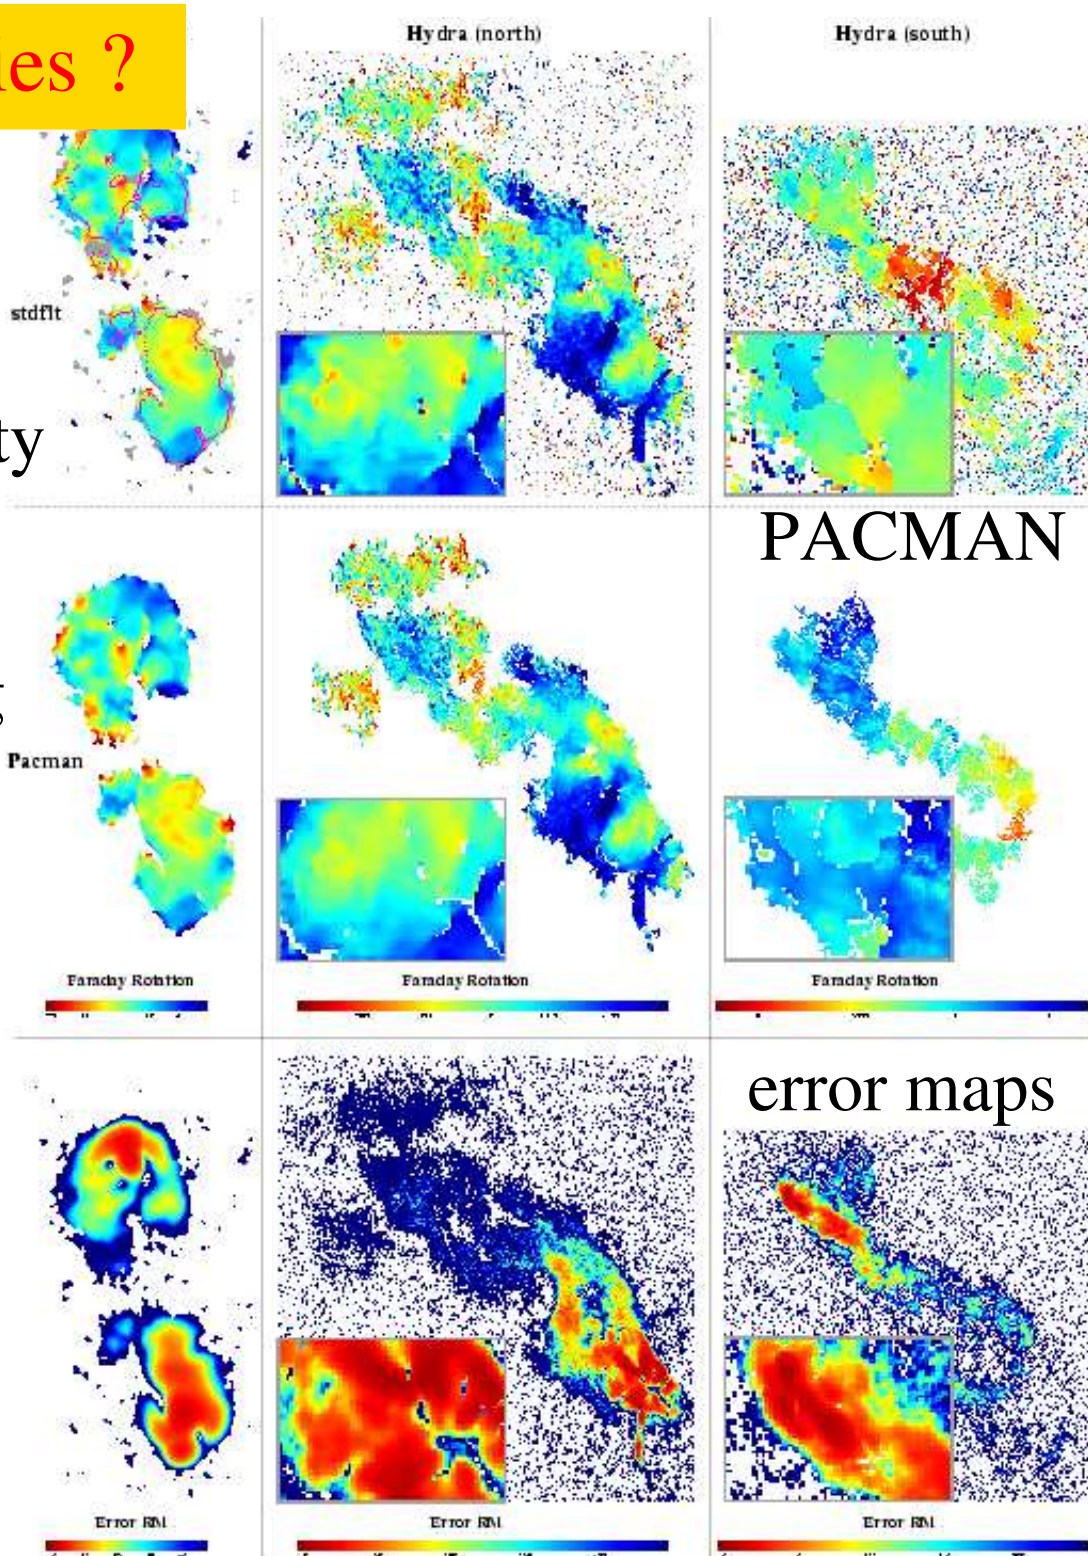 ies ?
Hydra (north)
Hydra (south)
stdflt
ty
PACMAN
g
Pacman
Faraday Rotation
Faraday Rotation
Faraday Rotation
error maps
Error RM
Error RM
Error RM